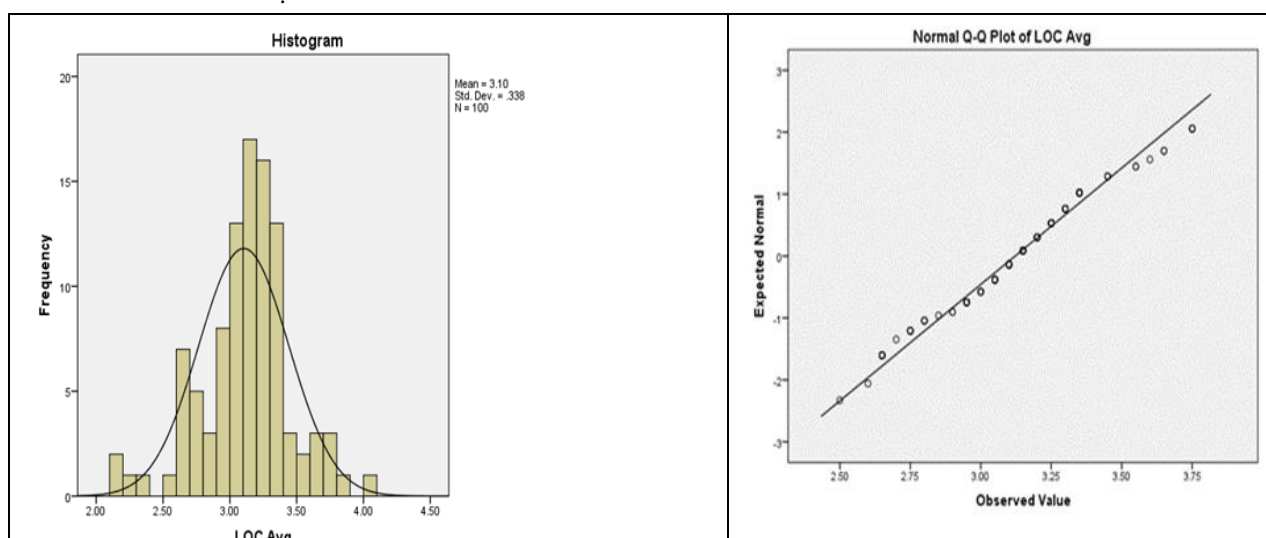 Histogram
Mean = 3.10
Std. Dev. = .338
N = 100
Frequency
20
15
10
5
0
2.00 2.50 3.00 3.50 4.00 4.50
LOC Avg
Normal Q-Q Plot of LOC Avg
Expected Normal
3
2
1
0
-1
-2
-3
2.50 2.75 3.00 3.25 3.50 3.75
Observed Value